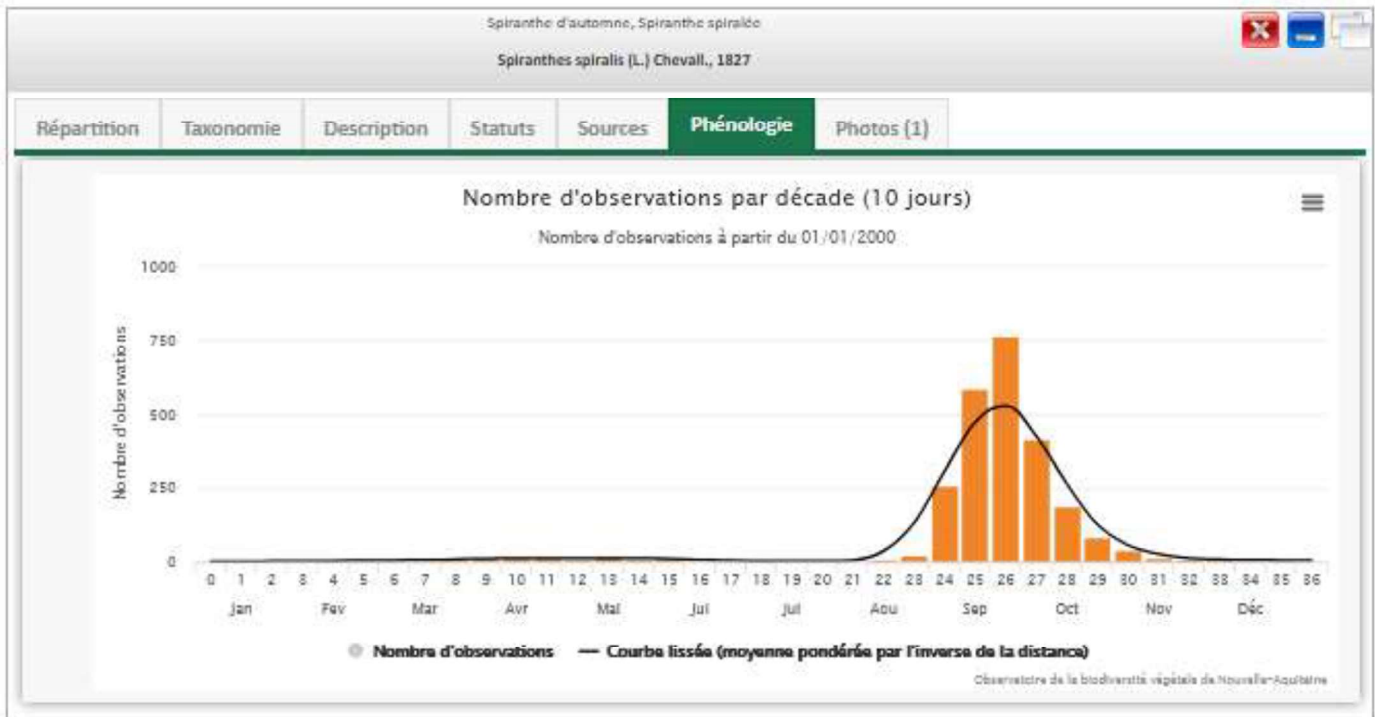 Spiranthe d'automne, Spiranthe spiralée
Spiranthes spiralis (L.) Chevall., 1827
Répartition Taxonomie Description Statuts Sources Phénologie Photos (1)
Nombre d'observations par décade (10 jours)
Nombre d'observations à partir du 01/01/2000
Nombre d'observations
1000
750
500
250
0
0 1 2 3 4 5 6 7 8 9 10 11 12 13 14 15 16 17 18 19 20 21 22 23 24 25 26 27 28 29 30 31 32 33 34 35 36
Jan Fev Mar Avr Mai Jui Jul Aou Sep Oct Nov Déc
Nombre d'observations Courbe lissée (moyenne pondérée par l'inverse de la distance)
Observatoire de la biodiversité végétale de Nouvelle-Aquitaine